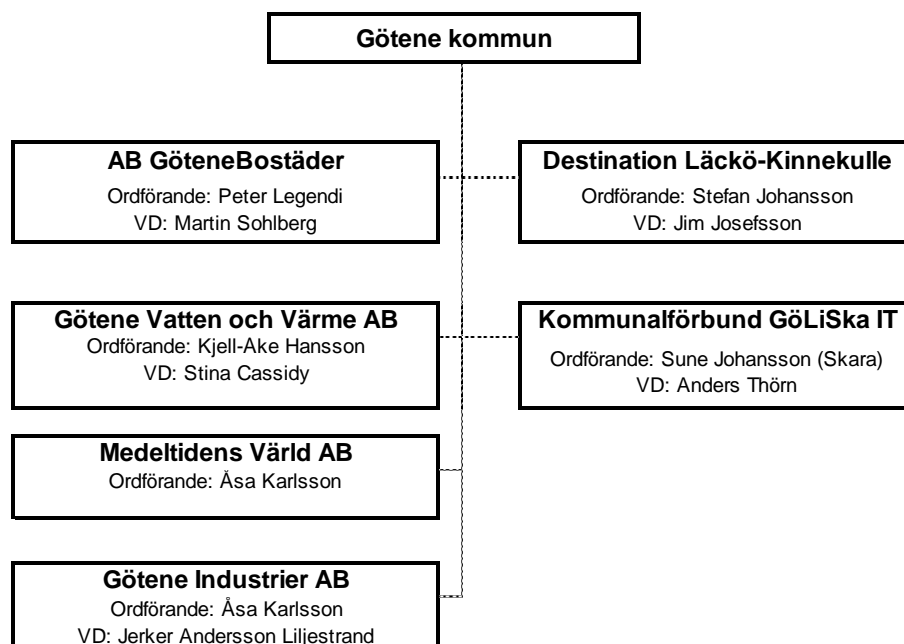 Götene kommun
AB GöteneBostäder
Ordförande: Peter Legendi
VD: Martin Sohlberg
Destination Läckö-Kinnekulle
Ordförande: Stefan Johansson
VD: Jim Josefsson
Götene Vatten och Värme AB
Ordförande: Kjell-Ake Hansson
VD: Stina Cassidy
Kommunalförbund GöLiSka IT
Ordförande: Sune Johansson (Skara)
VD: Anders Thörn
Medeltidens Värld AB
Ordförande: Åsa Karlsson
Götene Industrier AB
Ordförande: Åsa Karlsson
VD: Jerker Andersson Liljestrand